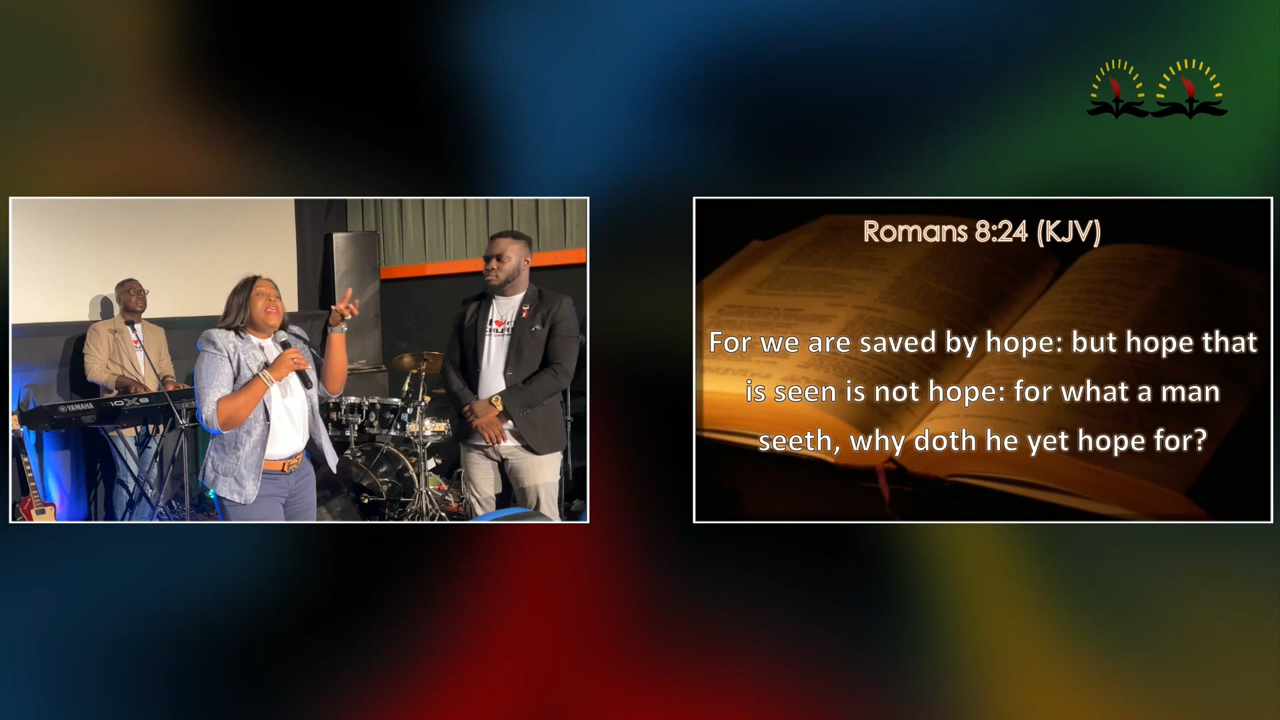 Romans 8:24 (KJV)
For we are saved by hope: but hope that
is seen is not hope: for what a man
seeth, why doth he yet hope for?
YAMAHA